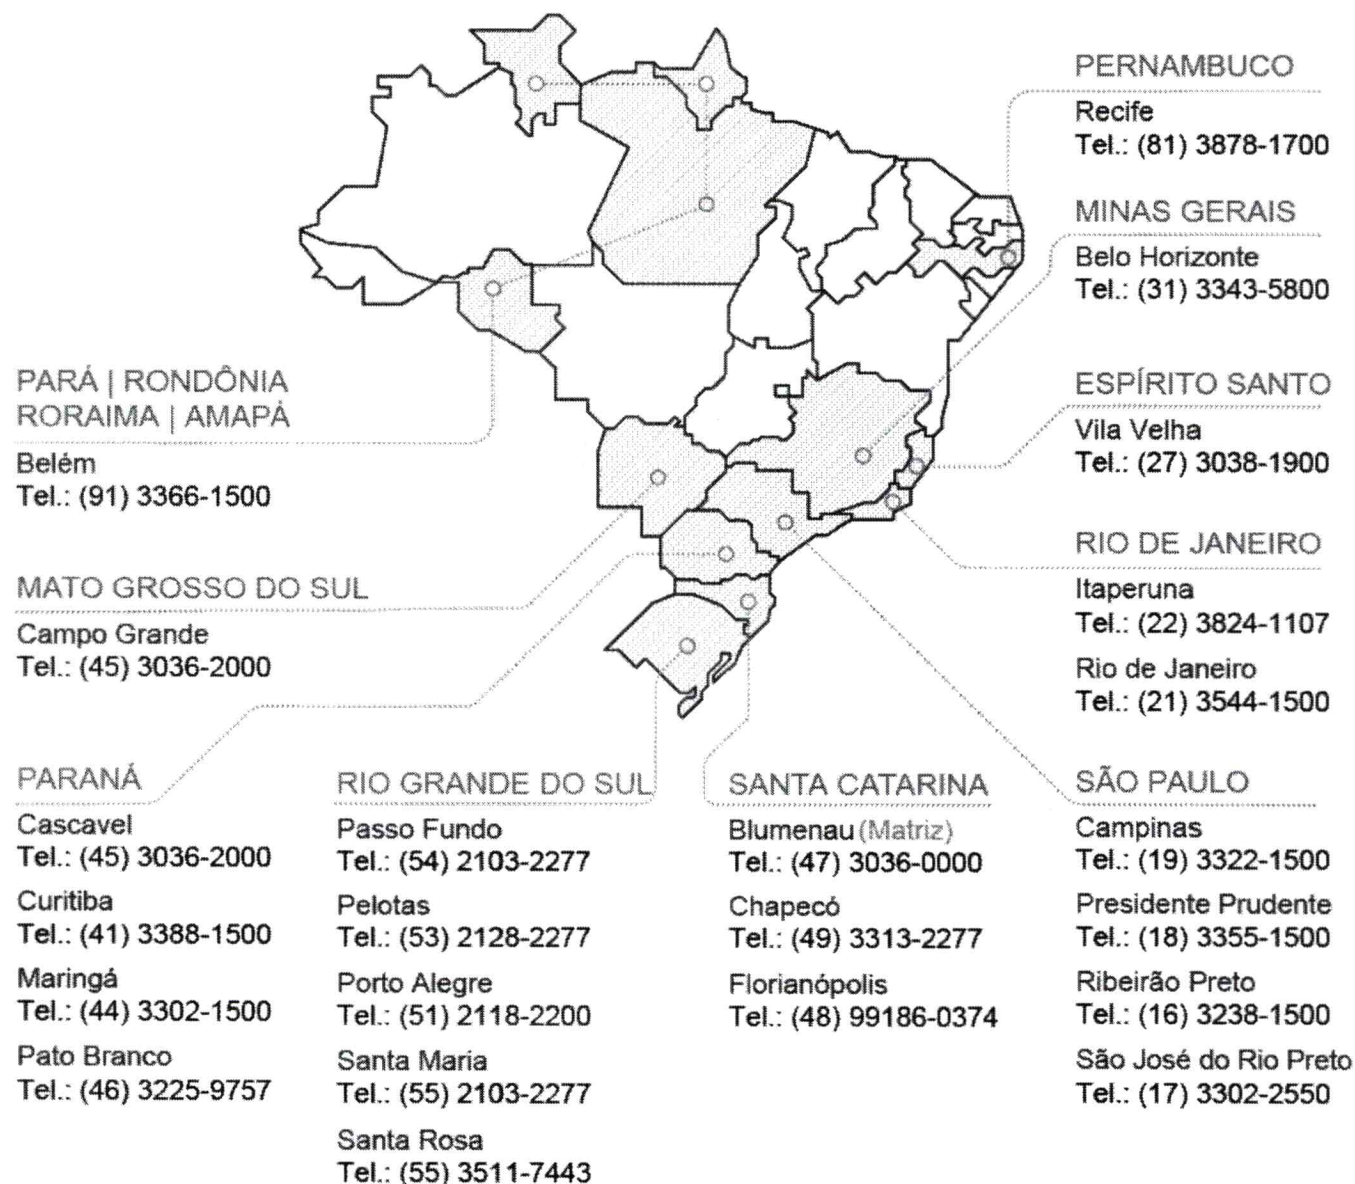 PERNAMBUCO
Recife
Tel.: (81) 3878-1700
MINAS GERAIS
Belo Horizonte
Tel.: (31) 3343-5800
ESPÍRITO SANTO
Vila Velha
Tel.: (27) 3038-1900
RIO DE JANEIRO
Itaperuna
Tel.: (22) 3824-1107
Rio de Janeiro
Tel.: (21) 3544-1500
PARÁ | RONDÔNIA
RORAIMA | AMAPÁ
Belém
Tel.: (91) 3366-1500
MATO GROSSO DO SUL
Campo Grande
Tel.: (45) 3036-2000
PARANÁ
Cascavel
Tel.: (45) 3036-2000
Curitiba
Tel.: (41) 3388-1500
Maringá
Tel.: (44) 3302-1500
Pato Branco
Tel.: (46) 3225-9757
RIO GRANDE DO SUL
Passo Fundo
Tel.: (54) 2103-2277
Pelotas
Tel.: (53) 2128-2277
Porto Alegre
Tel.: (51) 2118-2200
Santa Maria
Tel.: (55) 2103-2277
Santa Rosa
Tel.: (55) 3511-7443
SANTA CATARINA
Blumenau (Matriz)
Tel.: (47) 3036-0000
Chapecó
Tel.: (49) 3313-2277
Florianópolis
Tel.: (48) 99186-0374
SÃO PAULO
Campinas
Tel.: (19) 3322-1500
Presidente Prudente
Tel.: (18) 3355-1500
Ribeirão Preto
Tel.: (16) 3238-1500
São José do Rio Preto
Tel.: (17) 3302-2550